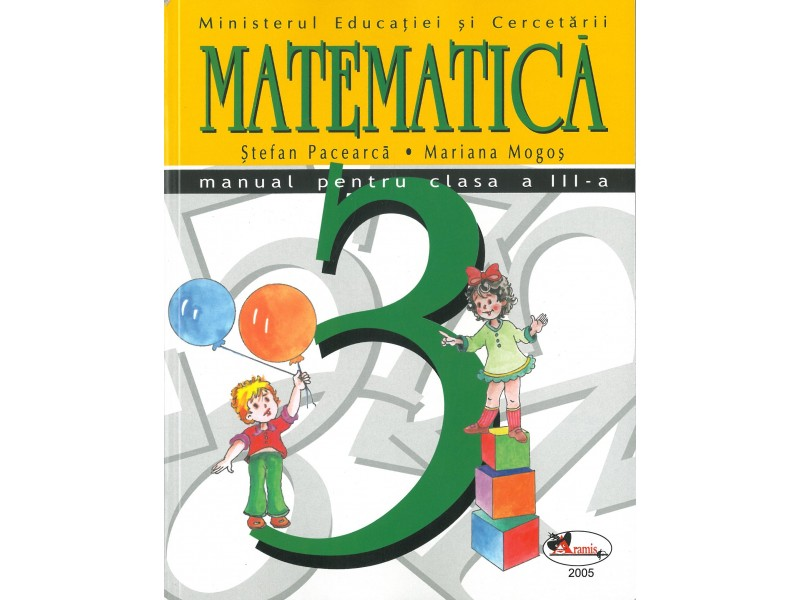 Ministerul Educației și Cercetării
MATEMATICĂ
Ștefan Pacearcă • Mariana Mogoș
manual pentru clasa a III-a
3
Aramis
2005